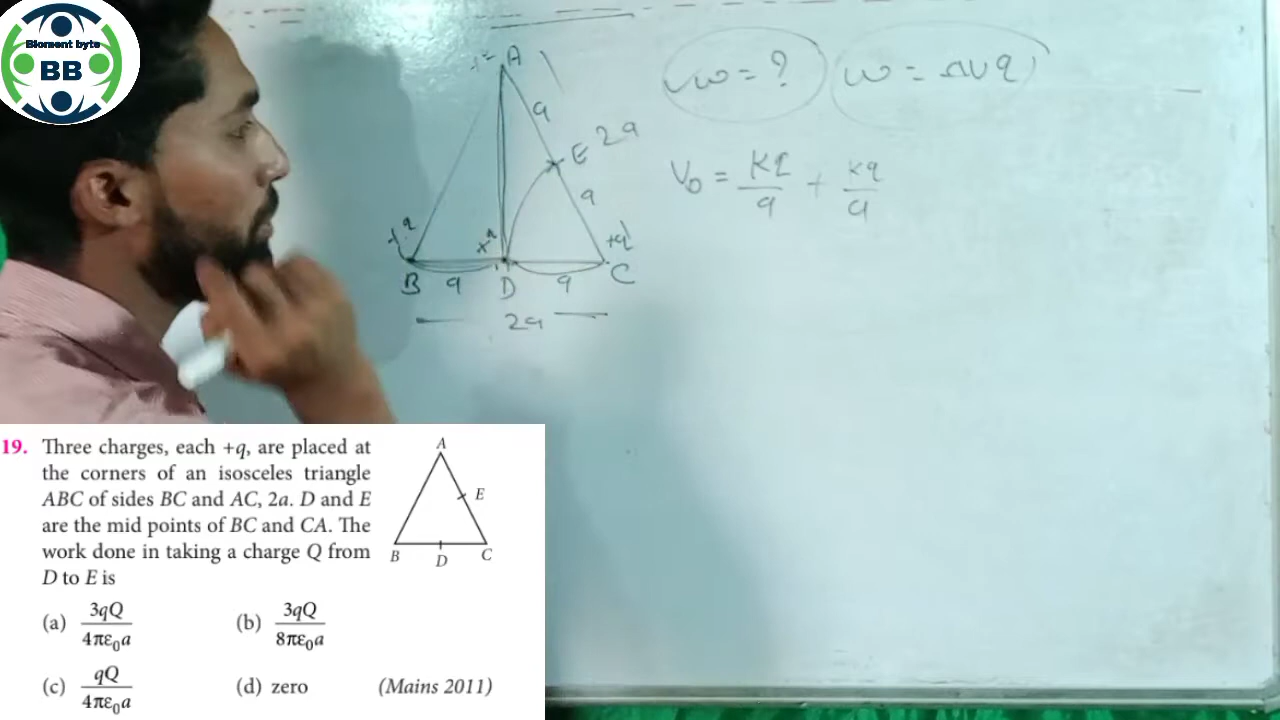 Bioment byte
BB
A
w = ?
w = ΔVq
a
E 2a
a
V_D = Kq/a + Kq/a
+q
+q
B a D a C
2a
19. Three charges, each +q, are placed at
the corners of an isosceles triangle
ABC of sides BC and AC, 2a. D and E
are the mid points of BC and CA. The
work done in taking a charge Q from
D to E is
A
E
B D C
(a) 3qQ/4πε₀a (b) 3qQ/8πε₀a
(c) qQ/4πε₀a (d) zero (Mains 2011)